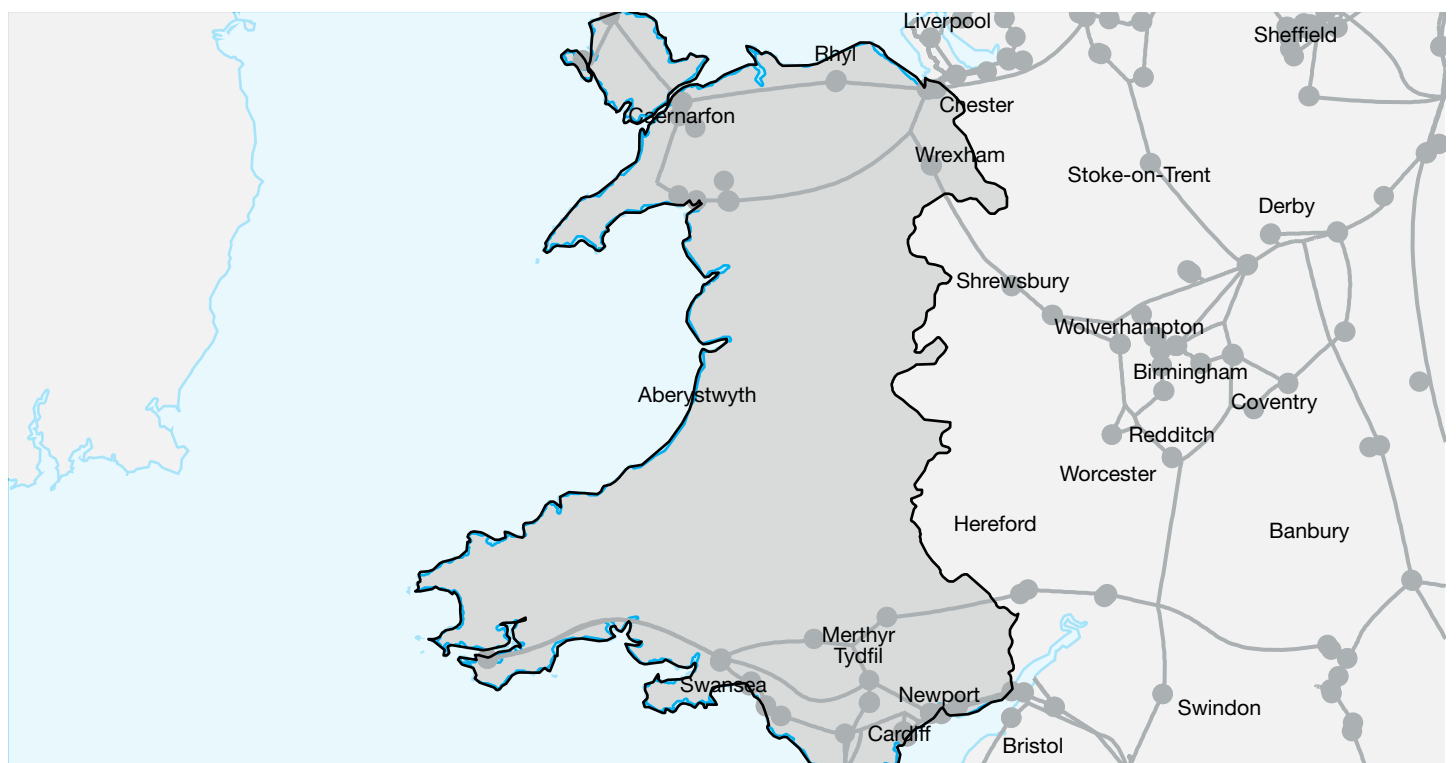 Liverpool
Sheffield
Rhyl
Chester
Caernarfon
Wrexham
Stoke-on-Trent
Derby
Shrewsbury
Wolverhampton
Birmingham
Aberystwyth
Coventry
Redditch
Worcester
Hereford
Banbury
Merthyr
Tydfil
Swansea
Newport
Swindon
Cardiff
Bristol